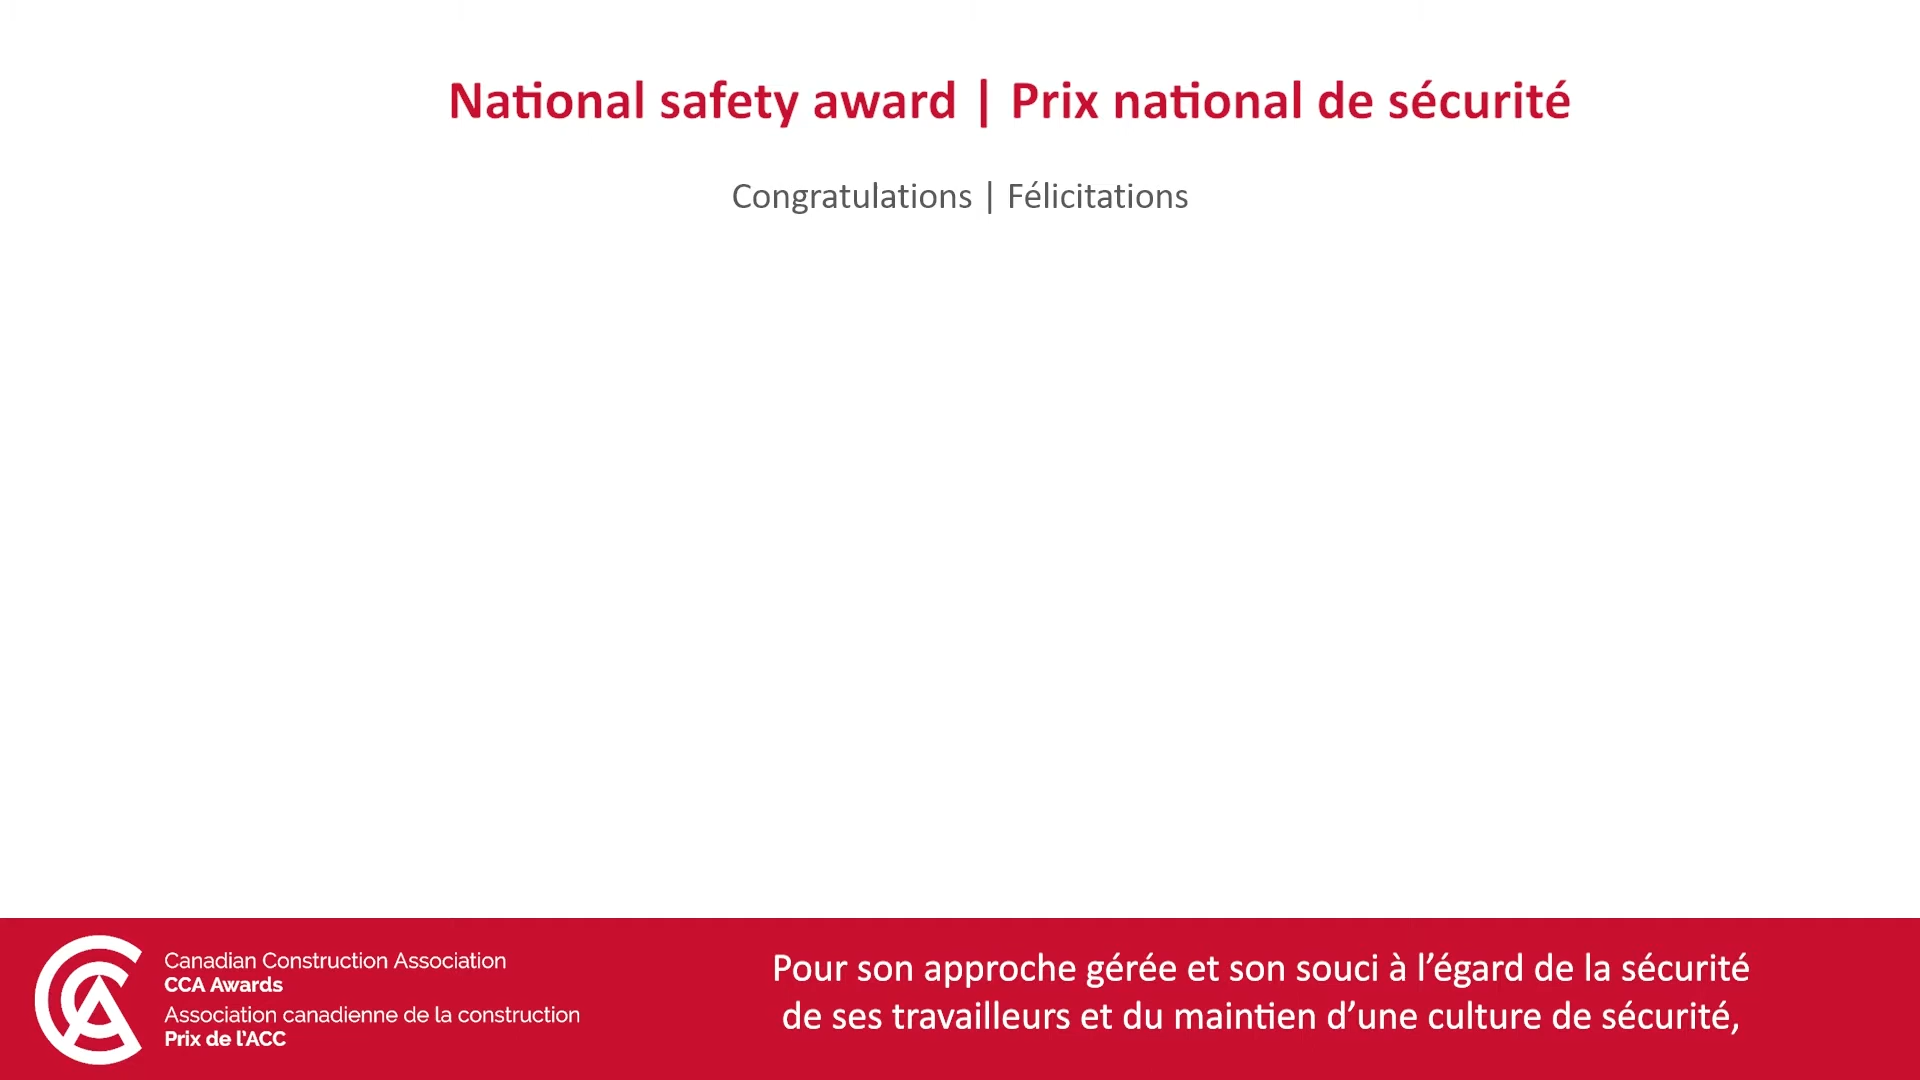 National safety award | Prix national de sécurité
Congratulations | Félicitations
Canadian Construction Association
CCA Awards
Association canadienne de la construction
Prix de l'ACC
Pour son approche gérée et son souci à l’égard de la sécurité
de ses travailleurs et du maintien d’une culture de sécurité,